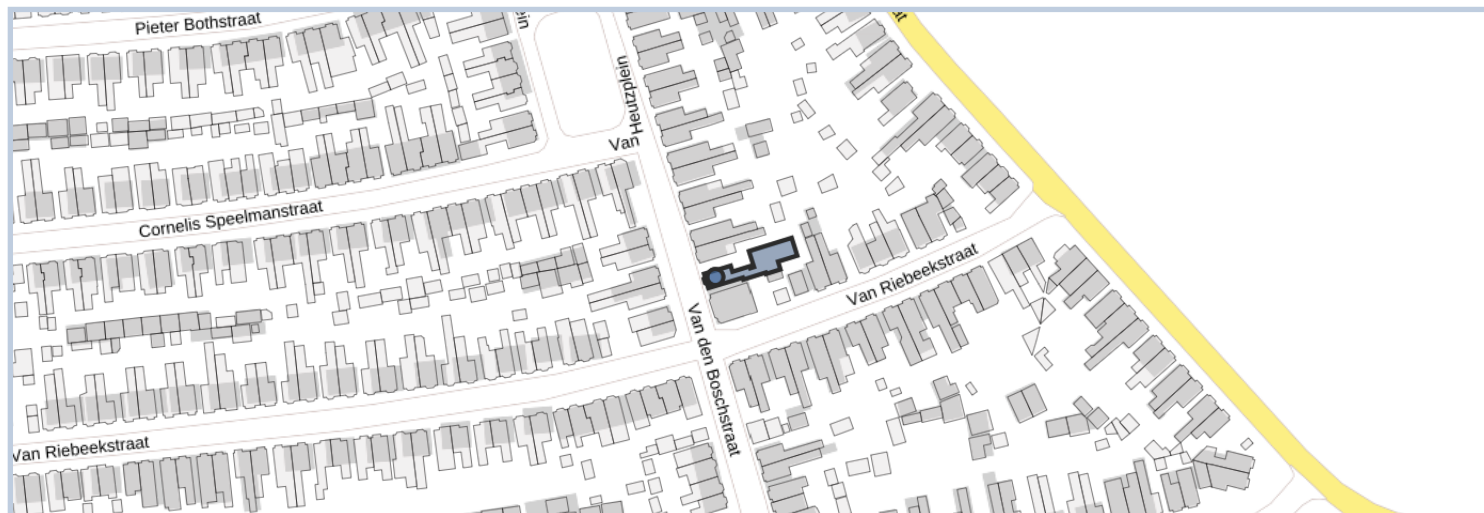 Pieter Bothstraat
Van Heutzplein
Cornelis Speelmanstraat
Van Riebeekstraat
Van den Boschstraat
Van Riebeekstraat